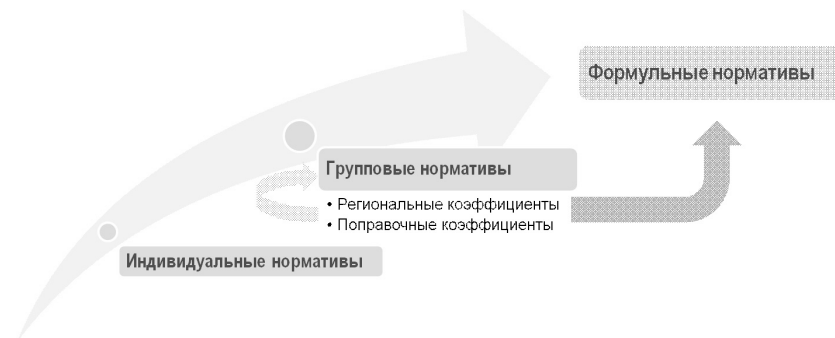 Формульные нормативы
Групповые нормативы
• Региональные коэффициенты
• Поправочные коэффициенты
Индивидуальные нормативы